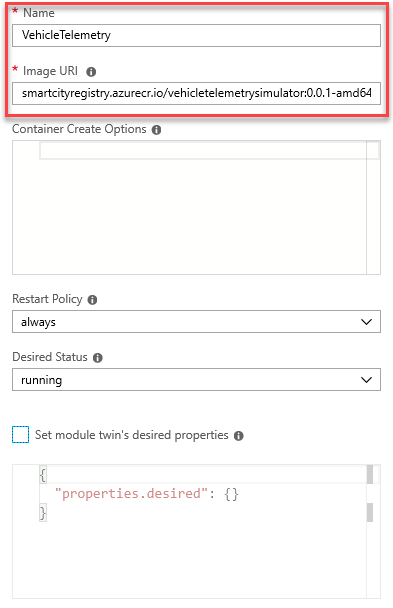 * Name
VehicleTelemetry
* Image URI
smartcityregistry.azurecr.io/vehicletelemetrysimulator:0.0.1-amd64
Container Create Options
Restart Policy
always
Desired Status
running
Set module twin's desired properties
{
"properties.desired": {}
}